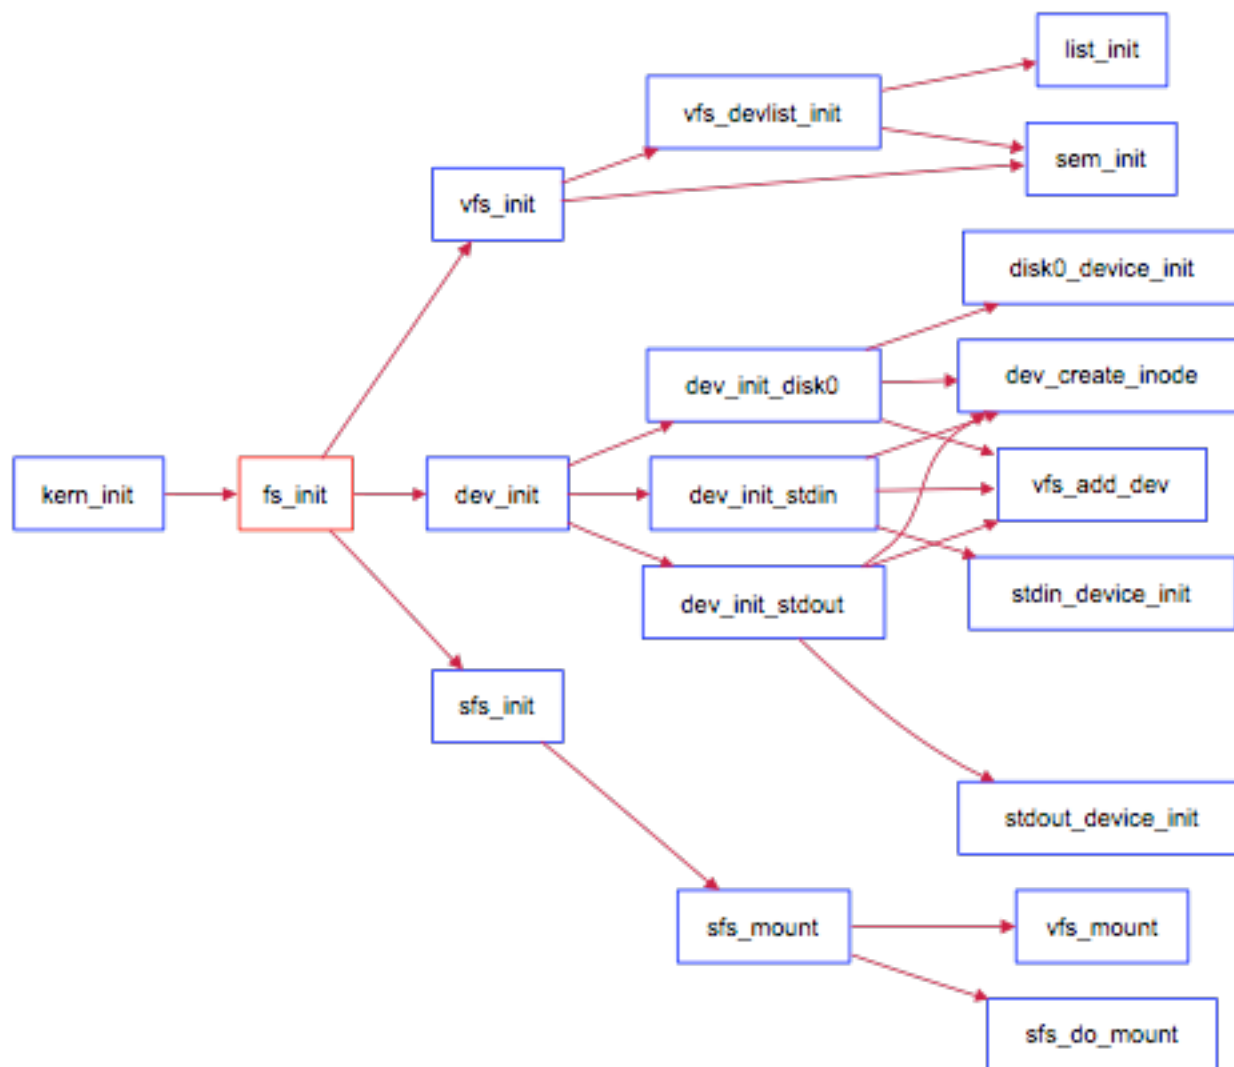 list_init
vfs_devlist_init
sem_init
vfs_init
disk0_device_init
dev_create_inode
dev_init_disk0
kern_init
fs_init
dev_init
dev_init_stdin
vfs_add_dev
dev_init_stdout
stdin_device_init
sfs_init
stdout_device_init
sfs_mount
vfs_mount
sfs_do_mount